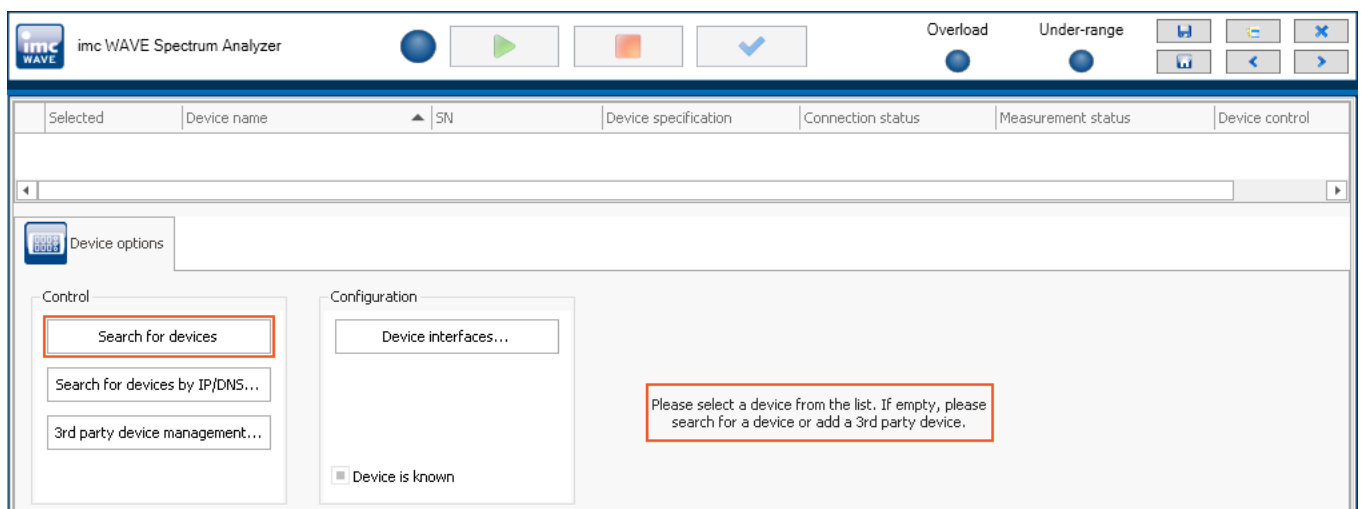 imc WAVE
imc WAVE Spectrum Analyzer
Overload
Under-range
Selected
Device name
SN
Device specification
Connection status
Measurement status
Device control
Device options
Control
Configuration
Search for devices
Device interfaces...
Search for devices by IP/DNS...
3rd party device management...
Please select a device from the list. If empty, please
search for a device or add a 3rd party device.
Device is known